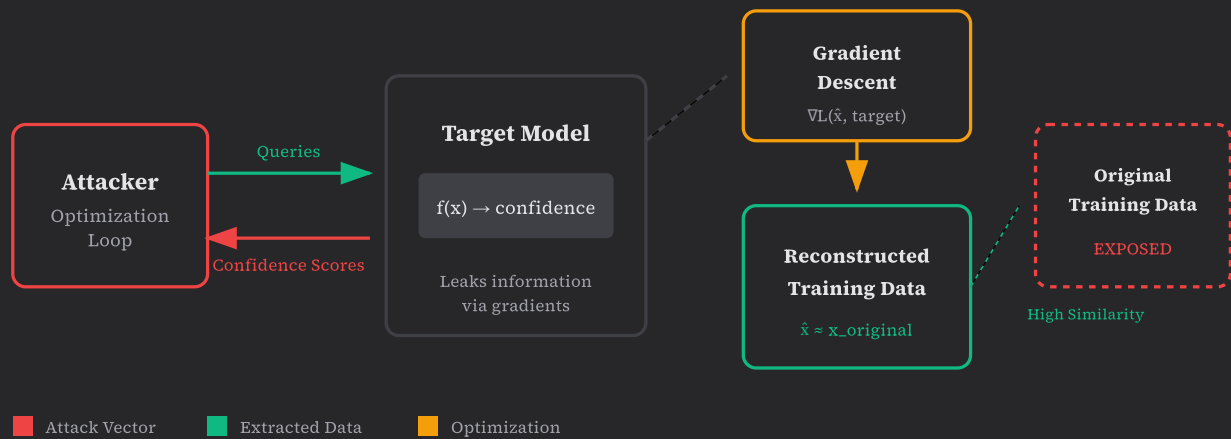 Attacker
Optimization
Loop
Queries
Confidence Scores
Target Model
f(x) → confidence
Leaks information
via gradients
Gradient
Descent
∇L(x̂, target)
Reconstructed
Training Data
x̂ ≈ x_original
Original
Training Data
EXPOSED
High Similarity
Attack Vector
Extracted Data
Optimization